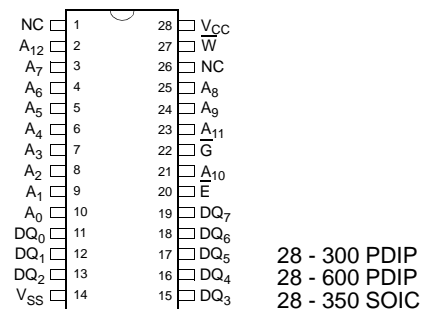 NC 1 28 VCC
A12 2 27 W
A7 3 26 NC
A6 4 25 A8
A5 5 24 A9
A4 6 23 A11
A3 7 22 G
A2 8 21 A10
A1 9 20 E
A0 10 19 DQ7
DQ0 11 18 DQ6
DQ1 12 17 DQ5 28 - 300 PDIP
DQ2 13 16 DQ4 28 - 600 PDIP
VSS 14 15 DQ3 28 - 350 SOIC